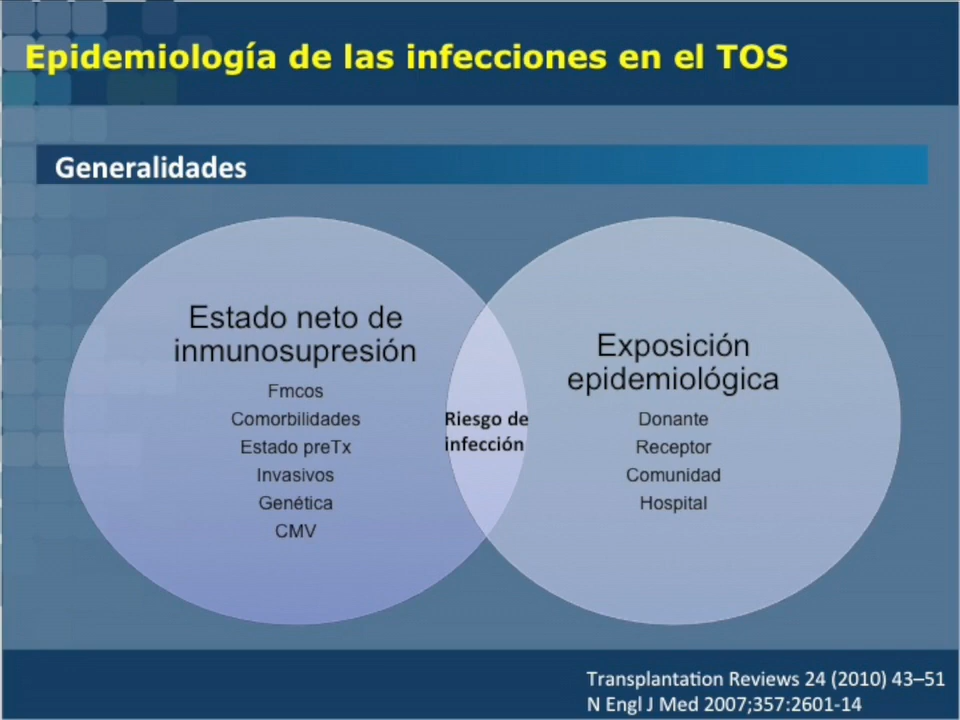 Epidemiología de las infecciones en el TOS
Generalidades
Estado neto de
inmunosupresión
Fmcos
Comorbilidades
Estado preTx
Invasivos
Genética
CMV
Riesgo de
infección
Exposición
epidemiológica
Donante
Receptor
Comunidad
Hospital
Transplantation Reviews 24 (2010) 43–51
N Engl J Med 2007;357:2601-14